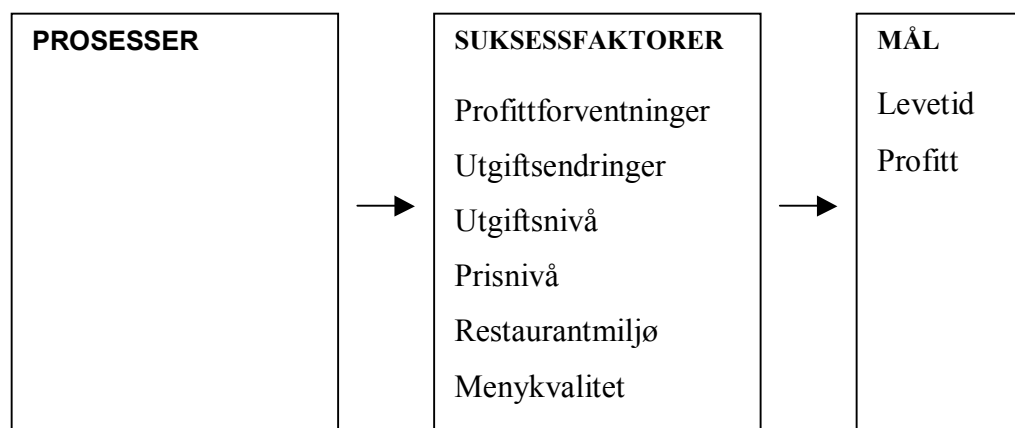 PROSESSER
SUKSESSFAKTORER
Profittforventninger
Utgiftsendringer
Utgiftsnivå
Prisnivå
Restaurantmiljø
Menykvalitet
MÅL
Levetid
Profitt